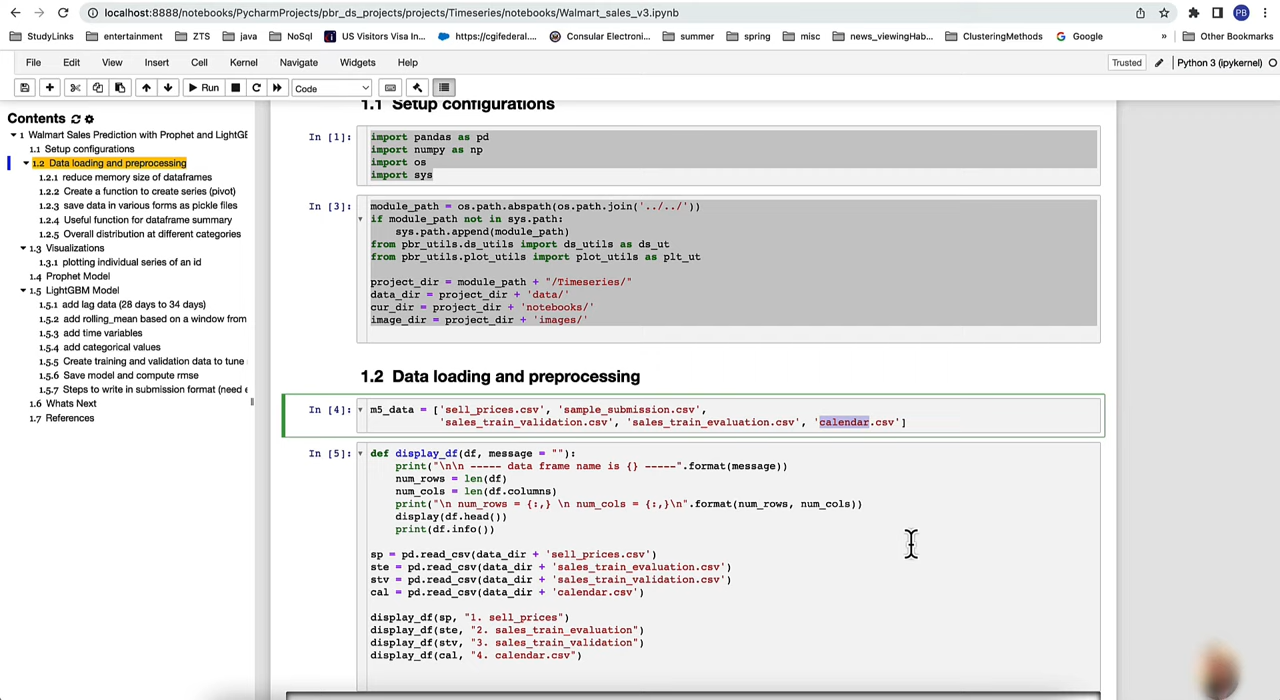 localhost:8888/notebooks/PycharmProjects/pbr_ds_projects/projects/Timeseries/notebooks/Walmart_sales_v3.ipynb
PB
StudyLinks entertainment ZTS java NoSql US Visitors Visa In... https://cgifederal.... Consular Electroni... summer spring misc news_viewingHab... ClusteringMethods Google » Other Bookmarks
File Edit View Insert Cell Kernel Navigate Widgets Help Trusted Python 3 (ipykernel)
Run Code
Contents
1 Walmart Sales Prediction with Prophet and LightGB
1.1 Setup configurations
1.2 Data loading and preprocessing
1.2.1 reduce memory size of dataframes
1.2.2 Create a function to create series (pivot)
1.2.3 save data in various forms as pickle files
1.2.4 Useful function for dataframe summary
1.2.5 Overall distribution at different categories
1.3 Visualizations
1.3.1 plotting individual series of an id
1.4 Prophet Model
1.5 LightGBM Model
1.5.1 add lag data (28 days to 34 days)
1.5.2 add rolling_mean based on a window from
1.5.3 add time variables
1.5.4 add categorical values
1.5.5 Create training and validation data to tune
1.5.6 Save model and compute rmse
1.5.7 Steps to write in submission format (need e
1.6 Whats Next
1.7 References
1.1 Setup configurations
In [1]: import pandas as pd
import numpy as np
import os
import sys
In [3]: module_path = os.path.abspath(os.path.join('../../'))
if module_path not in sys.path:
sys.path.append(module_path)
from pbr_utils.ds_utils import ds_utils as ds_ut
from pbr_utils.plot_utils import plot_utils as plt_ut
project_dir = module_path + "/Timeseries/"
data_dir = project_dir + 'data/'
cur_dir = project_dir + 'notebooks/'
image_dir = project_dir + 'images/'
1.2 Data loading and preprocessing
In [4]: m5_data = ['sell_prices.csv', 'sample_submission.csv',
'sales_train_validation.csv', 'sales_train_evaluation.csv', 'calendar.csv']
In [5]: def display_df(df, message = ""):
print("\n\n ----- data frame name is {} -----".format(message))
num_rows = len(df)
num_cols = len(df.columns)
print("\n num_rows = {:,} \n num_cols = {:,}\n".format(num_rows, num_cols))
display(df.head())
print(df.info())
sp = pd.read_csv(data_dir + 'sell_prices.csv')
ste = pd.read_csv(data_dir + 'sales_train_evaluation.csv')
stv = pd.read_csv(data_dir + 'sales_train_validation.csv')
cal = pd.read_csv(data_dir + 'calendar.csv')
display_df(sp, "1. sell_prices")
display_df(ste, "2. sales_train_evaluation")
display_df(stv, "3. sales_train_validation")
display_df(cal, "4. calendar.csv")